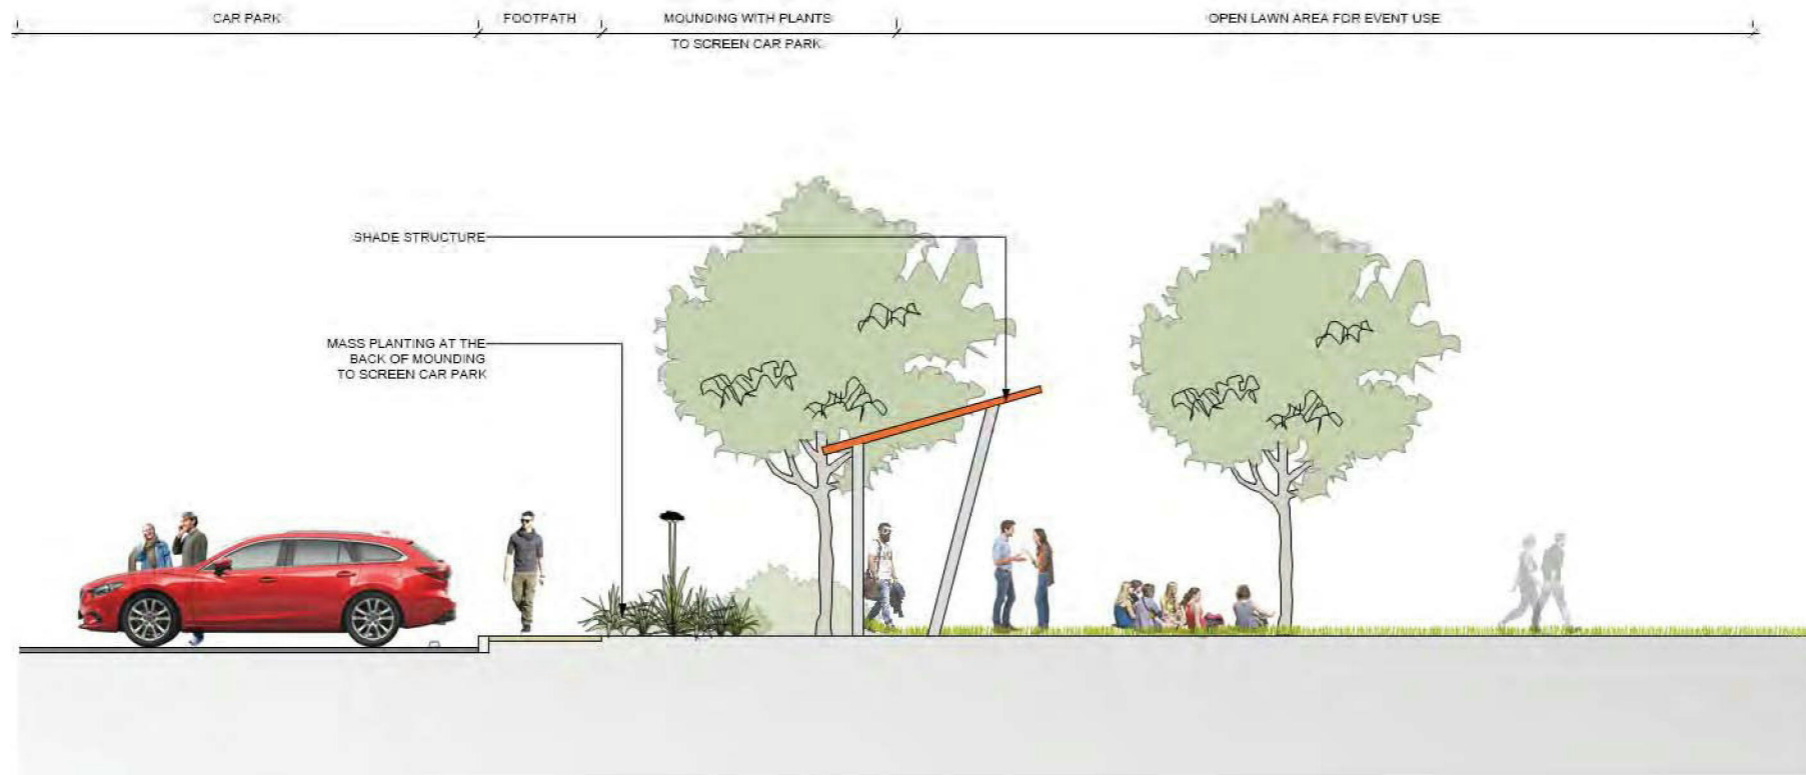 CAR PARK
FOOTPATH
MOUNDING WITH PLANTS
TO SCREEN CAR PARK
OPEN LAWN AREA FOR EVENT USE
SHADE STRUCTURE
MASS PLANTING AT THE
BACK OF MOUNDING
TO SCREEN CAR PARK